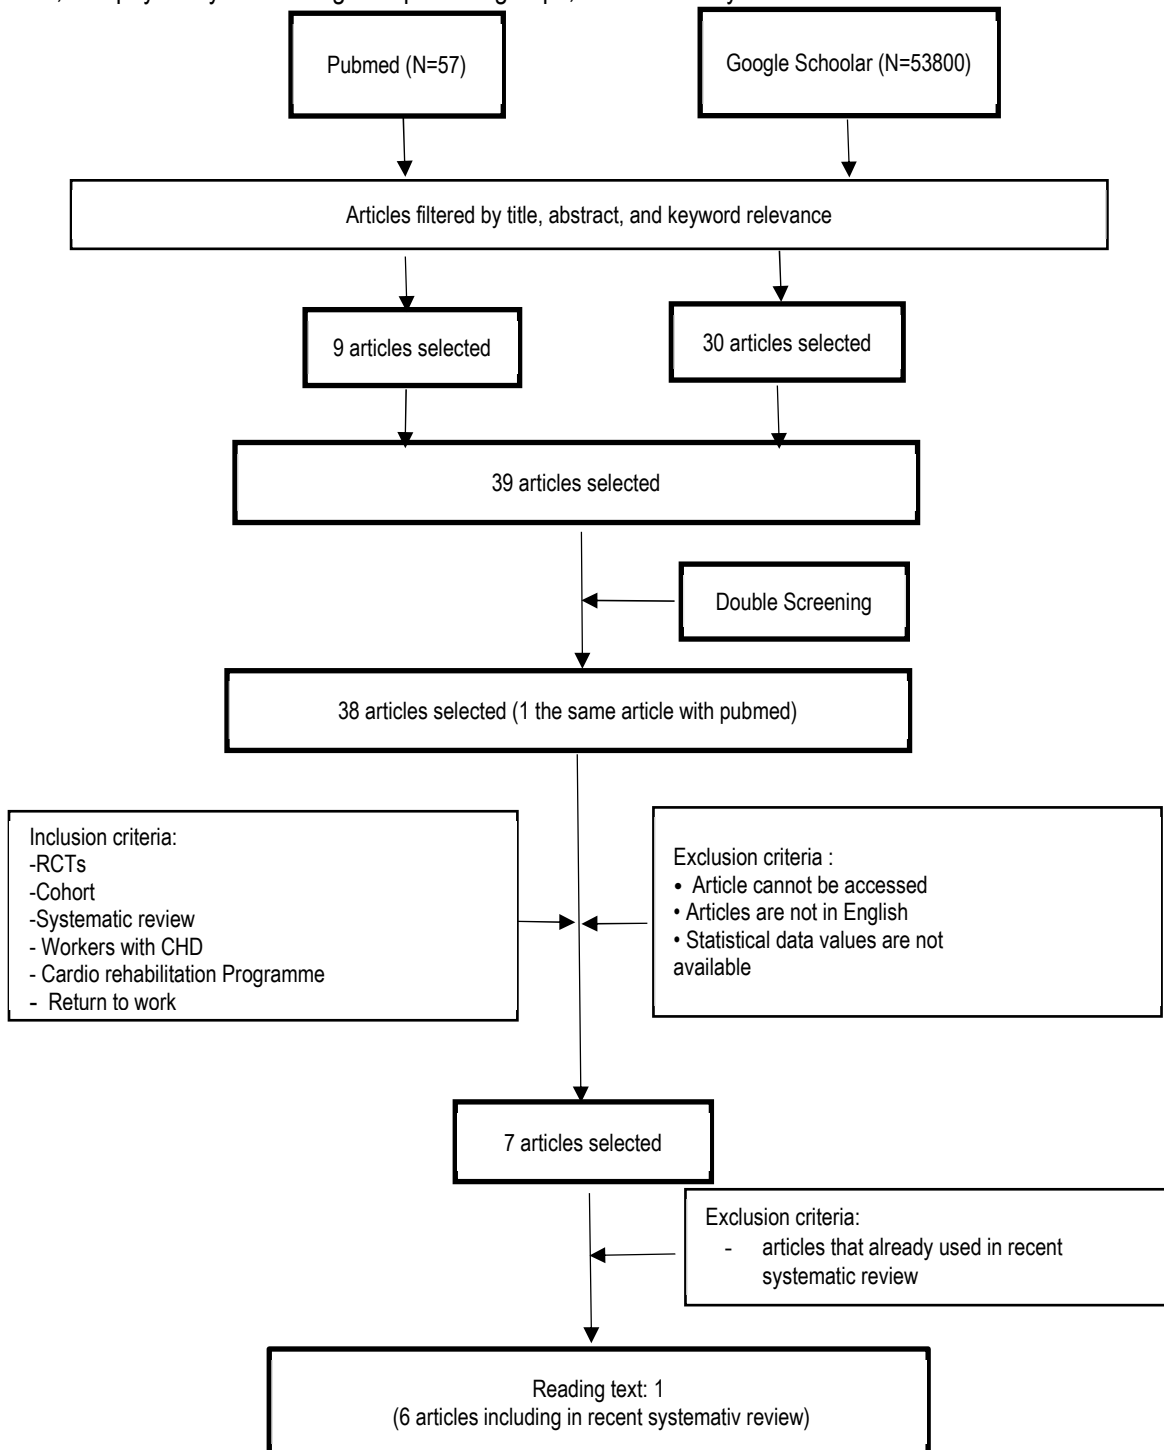 Pubmed (N=57)
Google Schoolar (N=53800)
Articles filtered by title, abstract, and keyword relevance
9 articles selected
30 articles selected
39 articles selected
Double Screening
38 articles selected (1 the same article with pubmed)
Inclusion criteria:
-RCTs
-Cohort
-Systematic review
- Workers with CHD
- Cardio rehabilitation Programme
- Return to work
Exclusion criteria :
• Article cannot be accessed
• Articles are not in English
• Statistical data values are not
available
7 articles selected
Exclusion criteria:
- articles that already used in recent
systematic review
Reading text: 1
(6 articles including in recent systemativ review)